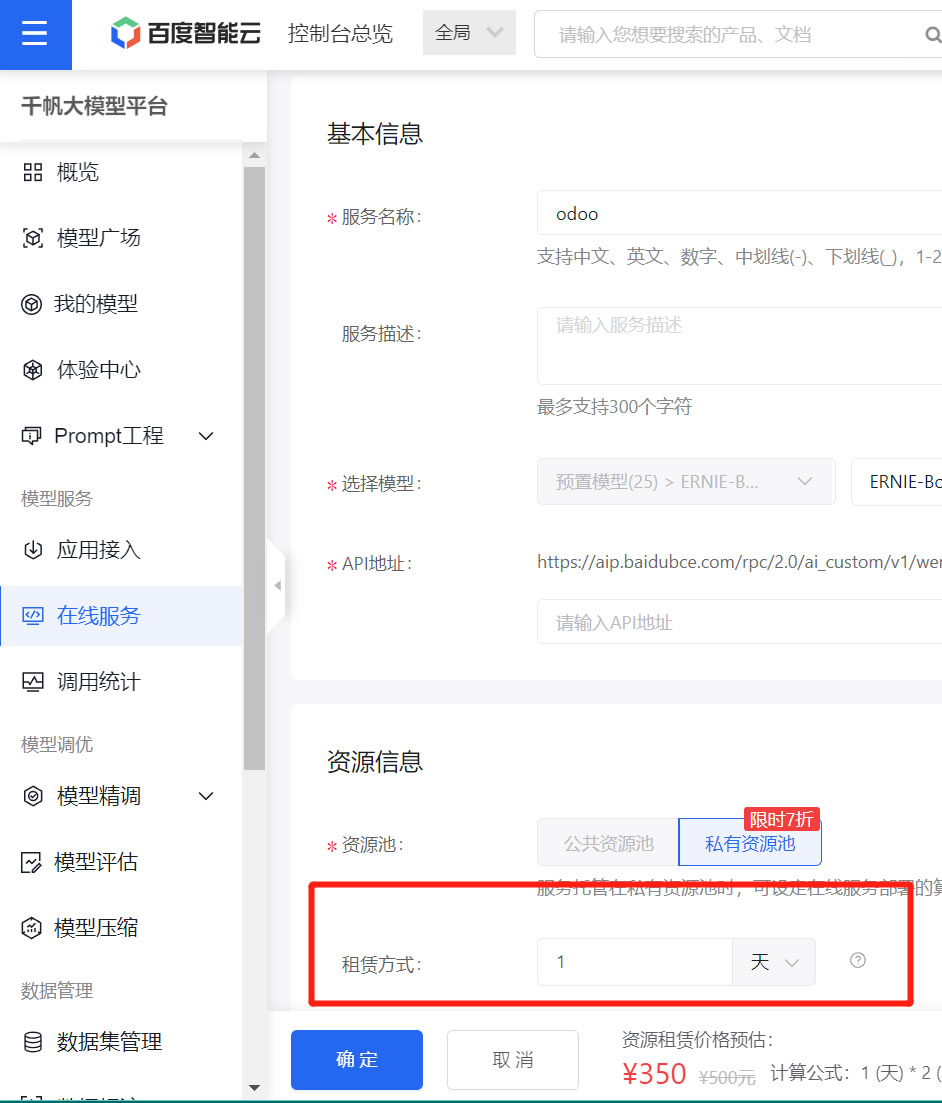 百度智能云 控制台总览 全局 请输入您想要搜索的产品、文档
千帆大模型平台
概览
模型广场
我的模型
体验中心
Prompt工程
模型服务
应用接入
在线服务
调用统计
模型调优
模型精调
模型评估
模型压缩
数据管理
数据集管理
基本信息
* 服务名称: odoo
支持中文、英文、数字、中划线(-)、下划线(_), 1-2
服务描述: 请输入服务描述
最多支持300个字符
* 选择模型: 预置模型(25) > ERNIE-B... ERNIE-Bo
* API地址: https://aip.baidubce.com/rpc/2.0/ai_custom/v1/wen
请输入API地址
资源信息
限时7折
* 资源池: 公共资源池 私有资源池
服务托管在私有资源池时, 可设定在线服务部署的算
租赁方式: 1 天
确定 取消
资源租赁价格预估:
¥350 ¥500元 计算公式: 1 (天) * 2 (